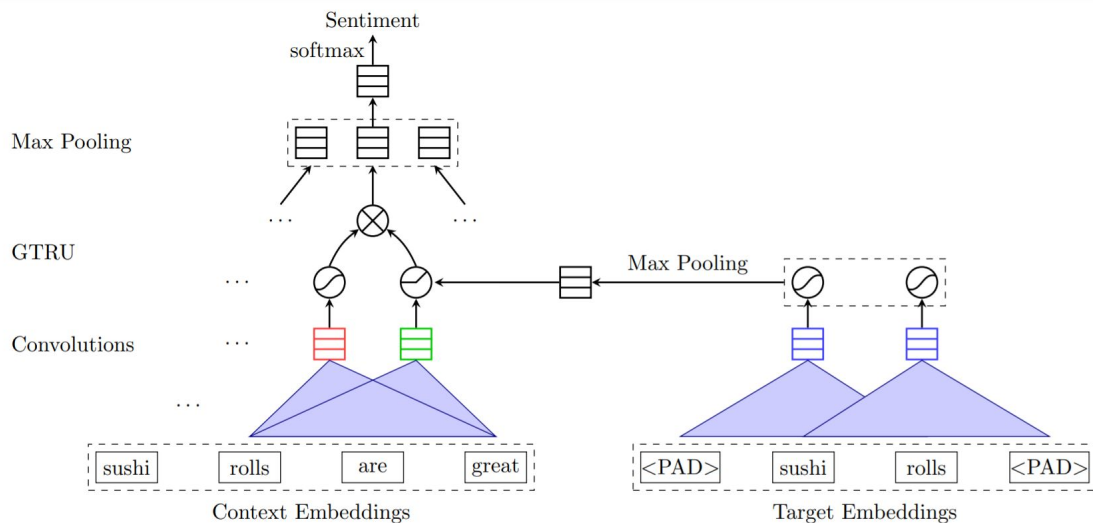 Sentiment
softmax
Max Pooling
. . .
. . .
GTRU
Max Pooling
. . .
Convolutions
. . .
. . .
sushi rolls are great
<PAD> sushi rolls <PAD>
Context Embeddings
Target Embeddings